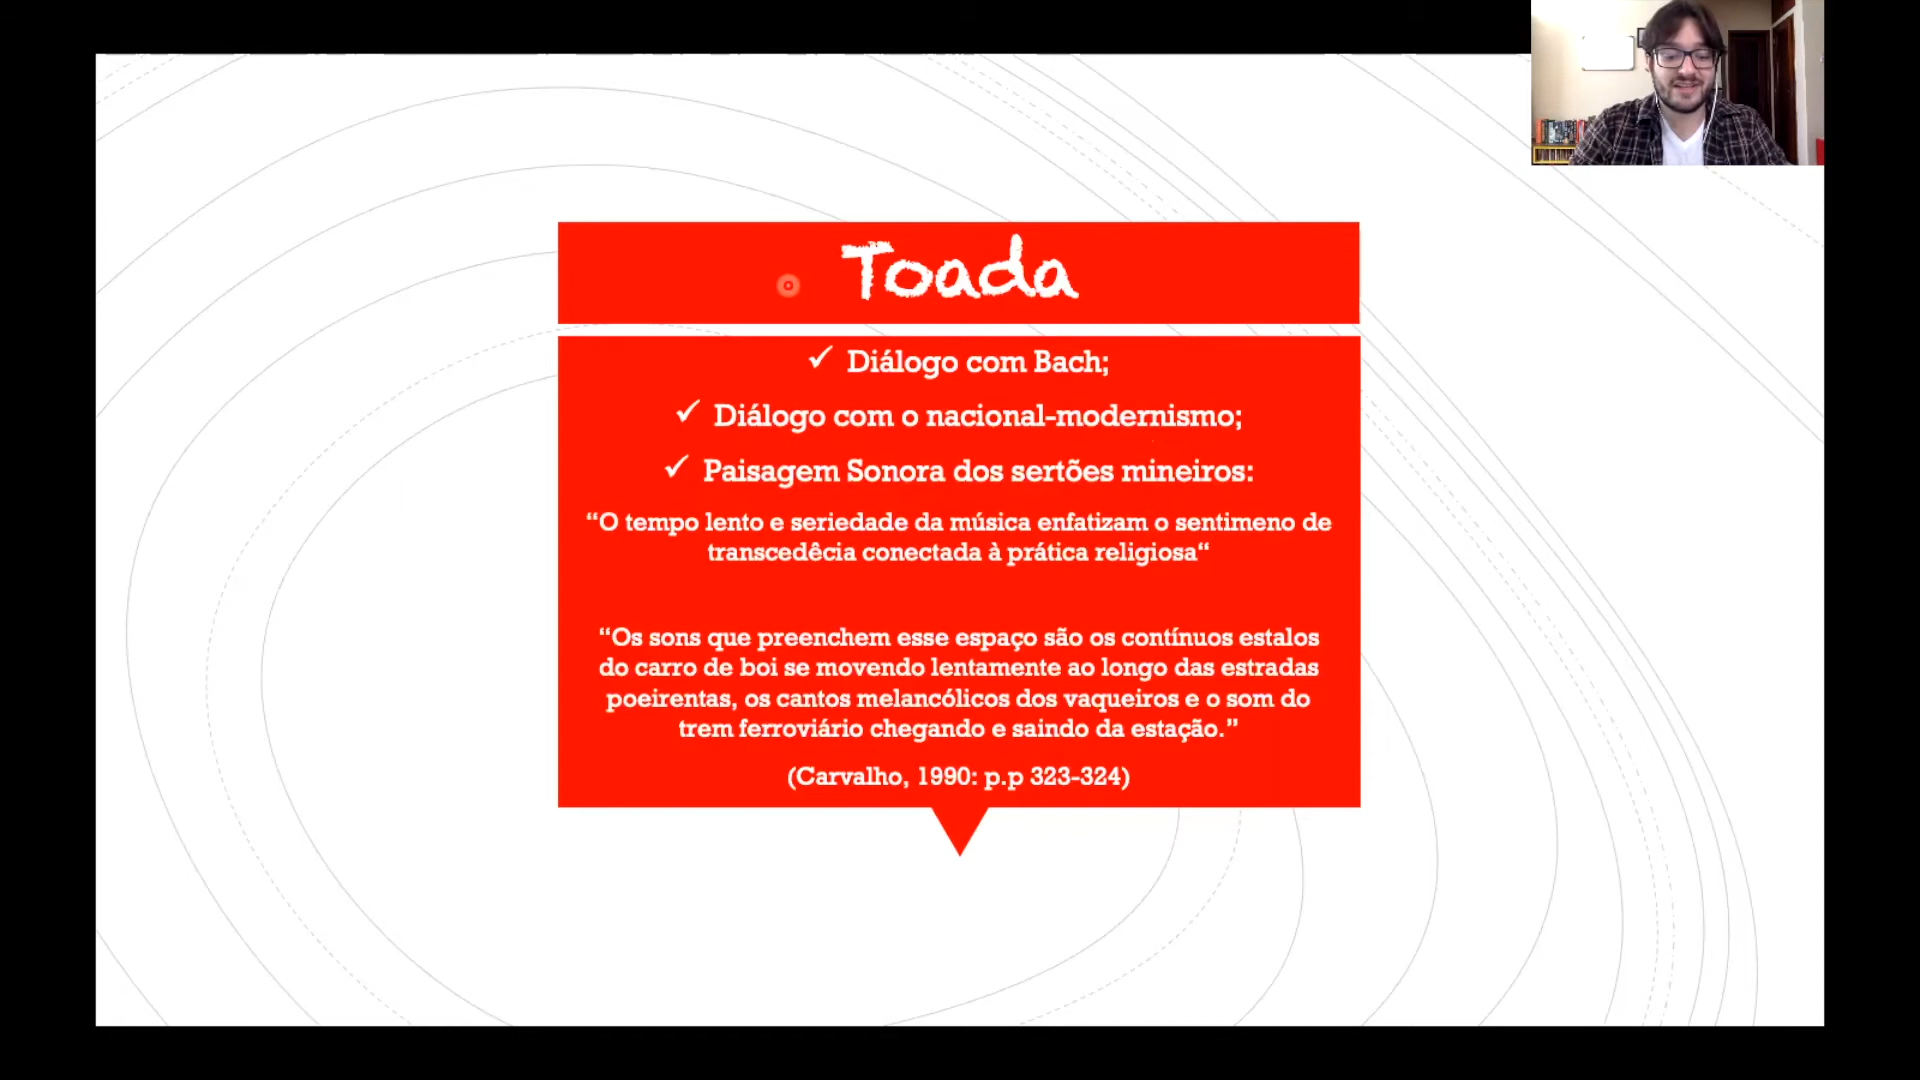 Toada
✓ Diálogo com Bach;
✓ Diálogo com o nacional-modernismo;
✓ Paisagem Sonora dos sertões mineiros:
“O tempo lento e seriedade da música enfatizam o sentimeno de
transcedêcia conectada à prática religiosa“
“Os sons que preenchem esse espaço são os contínuos estalos
do carro de boi se movendo lentamente ao longo das estradas
poeirentas, os cantos melancólicos dos vaqueiros e o som do
trem ferroviário chegando e saindo da estação.”
(Carvalho, 1990: p.p 323-324)